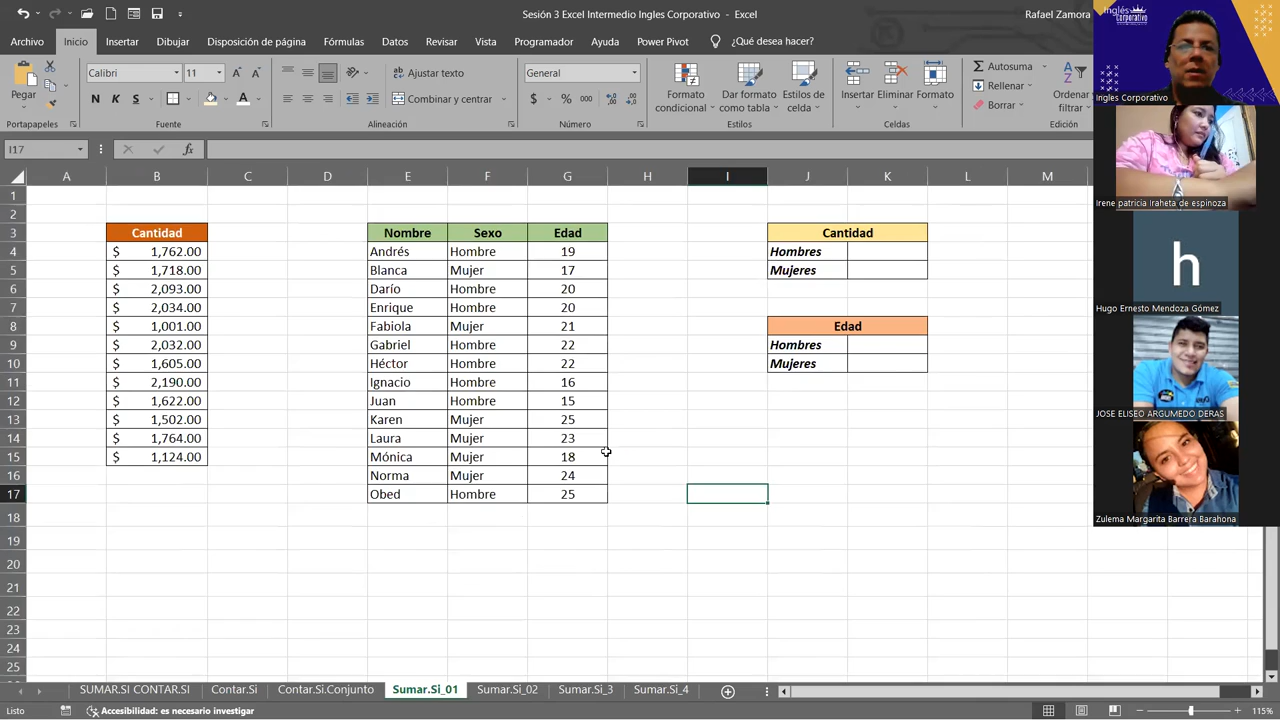 Sesión 3 Excel Intermedio Ingles Corporativo - Excel
Rafael Zamora
Archivo Inicio Insertar Dibujar Disposición de página Fórmulas Datos Revisar Vista Programador Ayuda Power Pivot ¿Qué desea hacer?
Pegar
Calibri 11
N K S
Ajustar texto
Combinar y centrar
General
$ % 000
Formato condicional
Dar formato como tabla
Estilos de celda
Insertar Eliminar Formato
Autosuma
Rellenar
Borrar
Ordenar
filtrar
Portapapeles Fuente Alineación Número Estilos Celdas Edición
I17
fx
A B C D E F G H I J K L M
1
2
3 Cantidad Nombre Sexo Edad Cantidad
4 $ 1,762.00 Andrés Hombre 19 Hombres
5 $ 1,718.00 Blanca Mujer 17 Mujeres
6 $ 2,093.00 Darío Hombre 20
7 $ 2,034.00 Enrique Hombre 20
8 $ 1,001.00 Fabiola Mujer 21 Edad
9 $ 2,032.00 Gabriel Hombre 22 Hombres
10 $ 1,605.00 Héctor Hombre 22 Mujeres
11 $ 2,190.00 Ignacio Hombre 16
12 $ 1,622.00 Juan Hombre 15
13 $ 1,502.00 Karen Mujer 25
14 $ 1,764.00 Laura Mujer 23
15 $ 1,124.00 Mónica Mujer 18
16 Norma Mujer 24
17 Obed Hombre 25
18
19
20
21
22
23
24
25
SUMAR.SI CONTAR.SI Contar.Si Contar.Si.Conjunto Sumar.Si_01 Sumar.Si_02 Sumar.Si_3 Sumar.Si_4
Listo Accesibilidad: es necesario investigar 115%
Inglés
Corporativo
Ingles Corporativo
Irene patricia Iraheta de espinoza
h
Hugo Ernesto Mendoza Gómez
JOSE ELISEO ARGUMEDO DERAS
Zulema Margarita Barrera Barahona